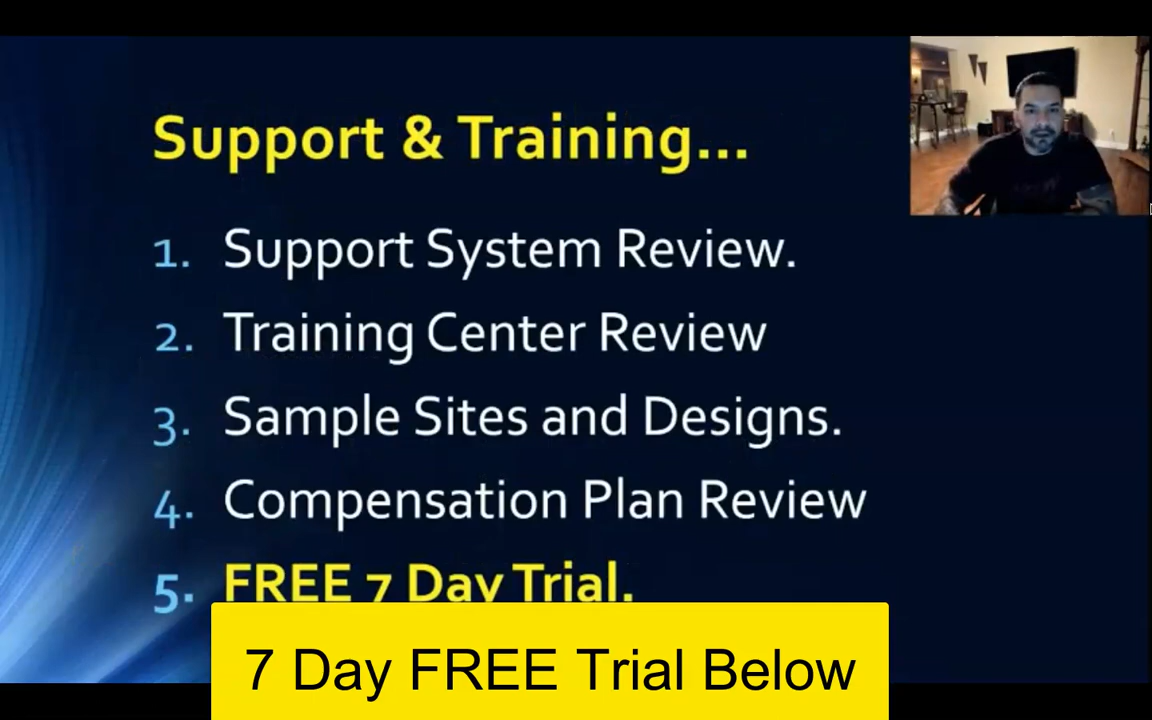 Support & Training...
1. Support System Review.
2. Training Center Review
3. Sample Sites and Designs.
4. Compensation Plan Review
5. FREE 7 Day Trial.
7 Day FREE Trial Below